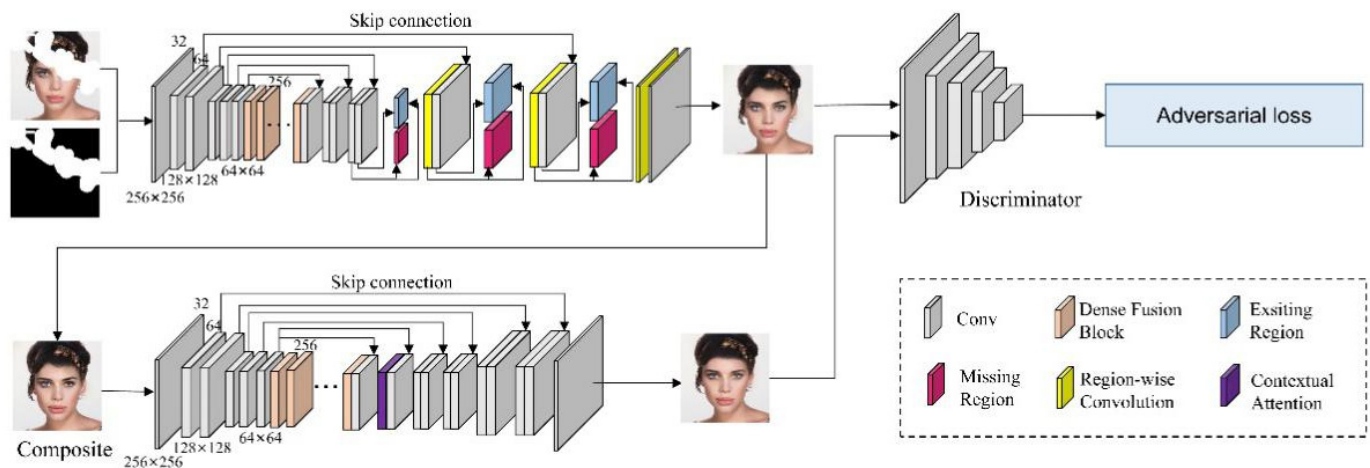 Skip connection
32
64
256
64×64
128×128
256×256
Discriminator
Adversarial loss
Skip connection
32
64
256
64×64
128×128
256×256
Composite
Conv
Dense Fusion
Block
Exsiting
Region
Missing
Region
Region-wise
Convolution
Contextual
Attention